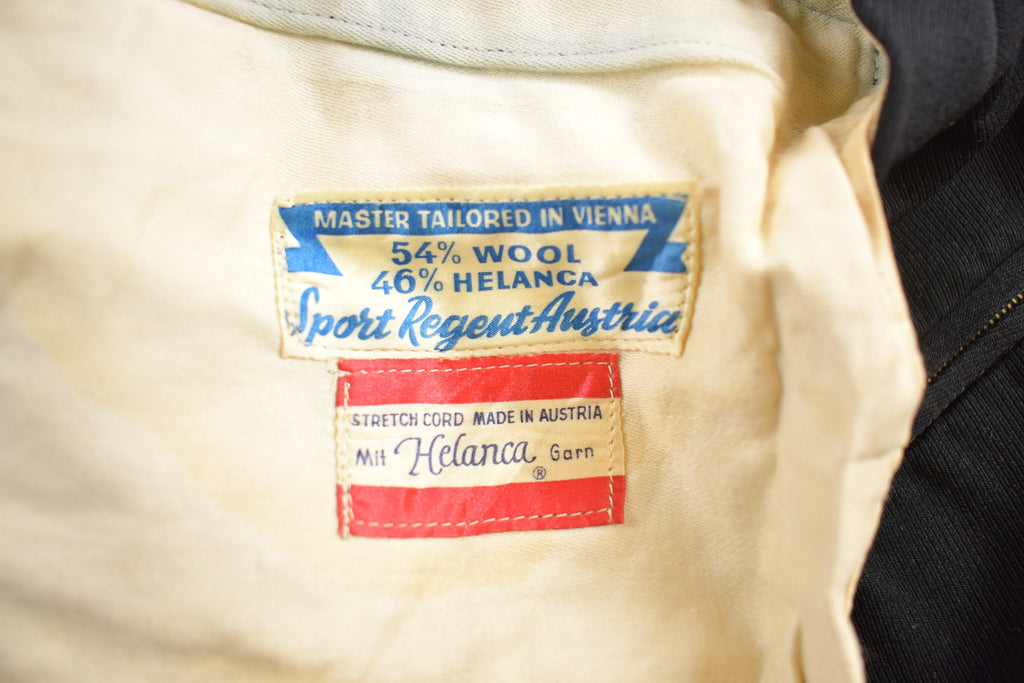 MASTER TAILORED IN VIENNA
54% WOOL
46% HELANCA
Sport Regent Austria
STRETCH CORD MADE IN AUSTRIA
Mit Helanca Garn
®